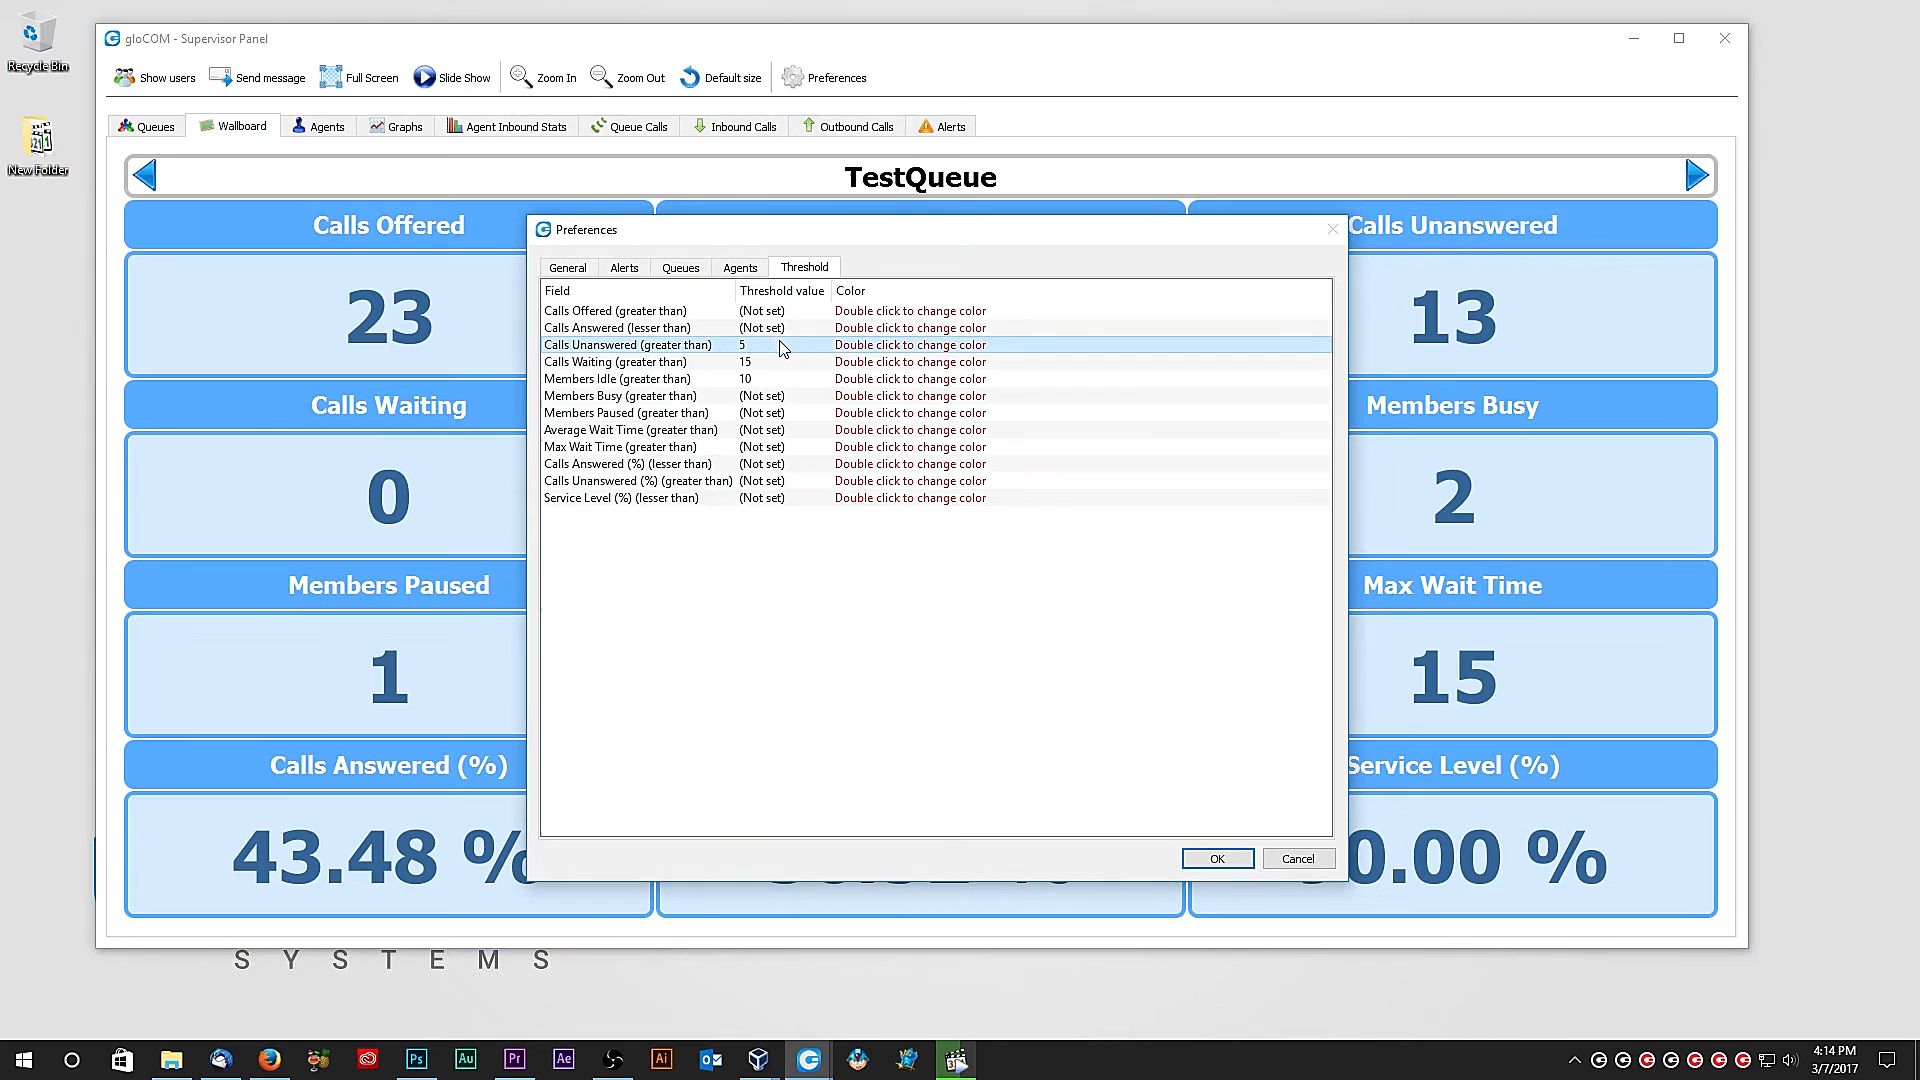 Recycle Bin
New Folder
gloCOM - Supervisor Panel
Show users
Send message
Full Screen
Slide Show
Zoom In
Zoom Out
Default size
Preferences
Queues
Wallboard
Agents
Graphs
Agent Inbound Stats
Queue Calls
Inbound Calls
Outbound Calls
Alerts
TestQueue
Calls Offered
23
Calls Waiting
0
Members Paused
1
Calls Answered (%)
43.48 %
Preferences
General
Alerts
Queues
Agents
Threshold
Field Threshold value Color
Calls Offered (greater than) (Not set) Double click to change color
Calls Answered (lesser than) (Not set) Double click to change color
Calls Unanswered (greater than) 5 Double click to change color
Calls Waiting (greater than) 15 Double click to change color
Members Idle (greater than) 10 Double click to change color
Members Busy (greater than) (Not set) Double click to change color
Members Paused (greater than) (Not set) Double click to change color
Average Wait Time (greater than) (Not set) Double click to change color
Max Wait Time (greater than) (Not set) Double click to change color
Calls Answered (%) (lesser than) (Not set) Double click to change color
Calls Unanswered (%) (greater than) (Not set) Double click to change color
Service Level (%) (lesser than) (Not set) Double click to change color
OK
Cancel
Calls Unanswered
13
Members Busy
2
Max Wait Time
15
Service Level (%)
0.00 %
S Y S T E M S
Ps
Au
Pr
Ae
Ai
4:14 PM
3/7/2017